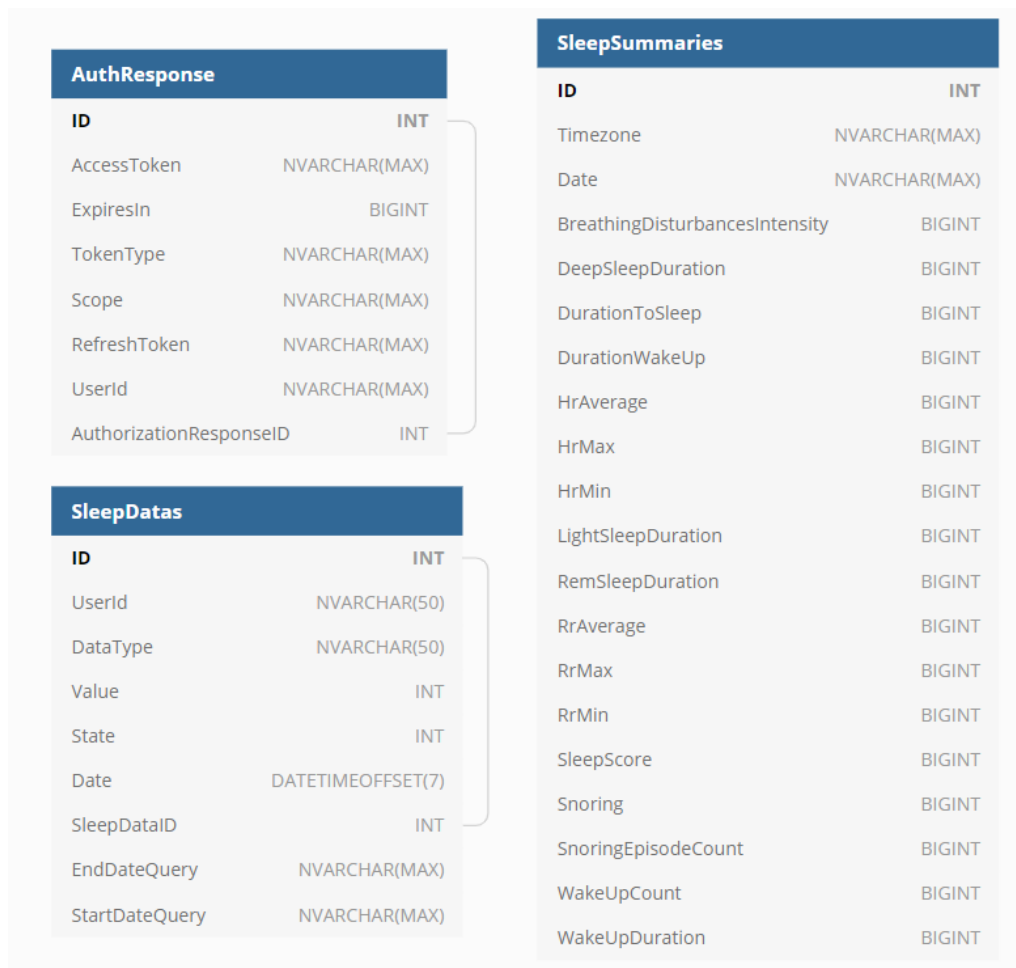 AuthResponse
ID INT
AccessToken NVARCHAR(MAX)
ExpiresIn BIGINT
TokenType NVARCHAR(MAX)
Scope NVARCHAR(MAX)
RefreshToken NVARCHAR(MAX)
UserId NVARCHAR(MAX)
AuthorizationResponseID INT
SleepDatas
ID INT
UserId NVARCHAR(50)
DataType NVARCHAR(50)
Value INT
State INT
Date DATETIMEOFFSET(7)
SleepDataID INT
EndDateQuery NVARCHAR(MAX)
StartDateQuery NVARCHAR(MAX)
SleepSummaries
ID INT
Timezone NVARCHAR(MAX)
Date NVARCHAR(MAX)
BreathingDisturbancesIntensity BIGINT
DeepSleepDuration BIGINT
DurationToSleep BIGINT
DurationWakeUp BIGINT
HrAverage BIGINT
HrMax BIGINT
HrMin BIGINT
LightSleepDuration BIGINT
RemSleepDuration BIGINT
RrAverage BIGINT
RrMax BIGINT
RrMin BIGINT
SleepScore BIGINT
Snoring BIGINT
SnoringEpisodeCount BIGINT
WakeUpCount BIGINT
WakeUpDuration BIGINT